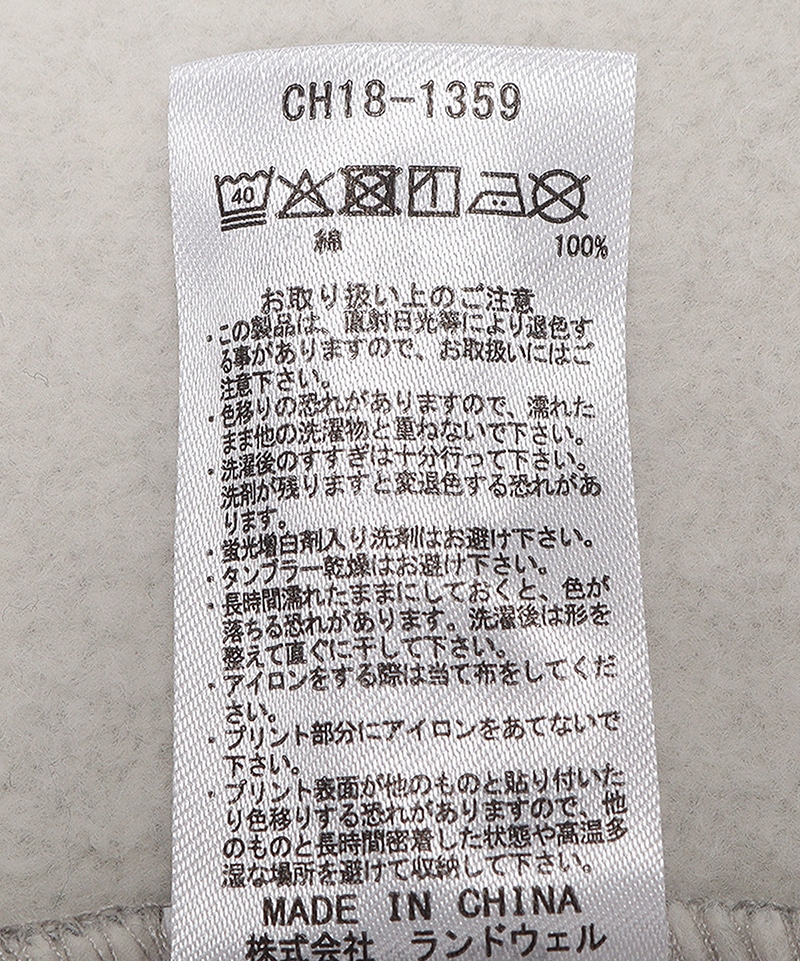 CH18-1359
40
綿 100%
お取り扱い上のご注意
・この製品は、直射日光等により退色す
る事がありますので、お取扱いにはご
注意下さい。
・色移りの恐れがありますので、濡れた
まま他の洗濯物と重ねないで下さい。
・洗濯後のすすぎは十分行って下さい。
洗剤が残りますと変退色する恐れがあ
ります。
・蛍光増白剤入り洗剤はお避け下さい。
・タンブラー乾燥はお避け下さい。
・長時間濡れたままにしておくと、色が
落ちる恐れがあります。洗濯後は形を
整えて直ぐに干して下さい。
・アイロンをする際は当て布をしてくだ
さい。
・プリント部分にアイロンをあてないで
下さい。
・プリント表面が他のものと貼り付いた
り色移りする恐れがありますので、他
のものと長時間密着した状態や高温多
湿な場所を避けて収納して下さい。
MADE IN CHINA
株式会社 ランドウェル